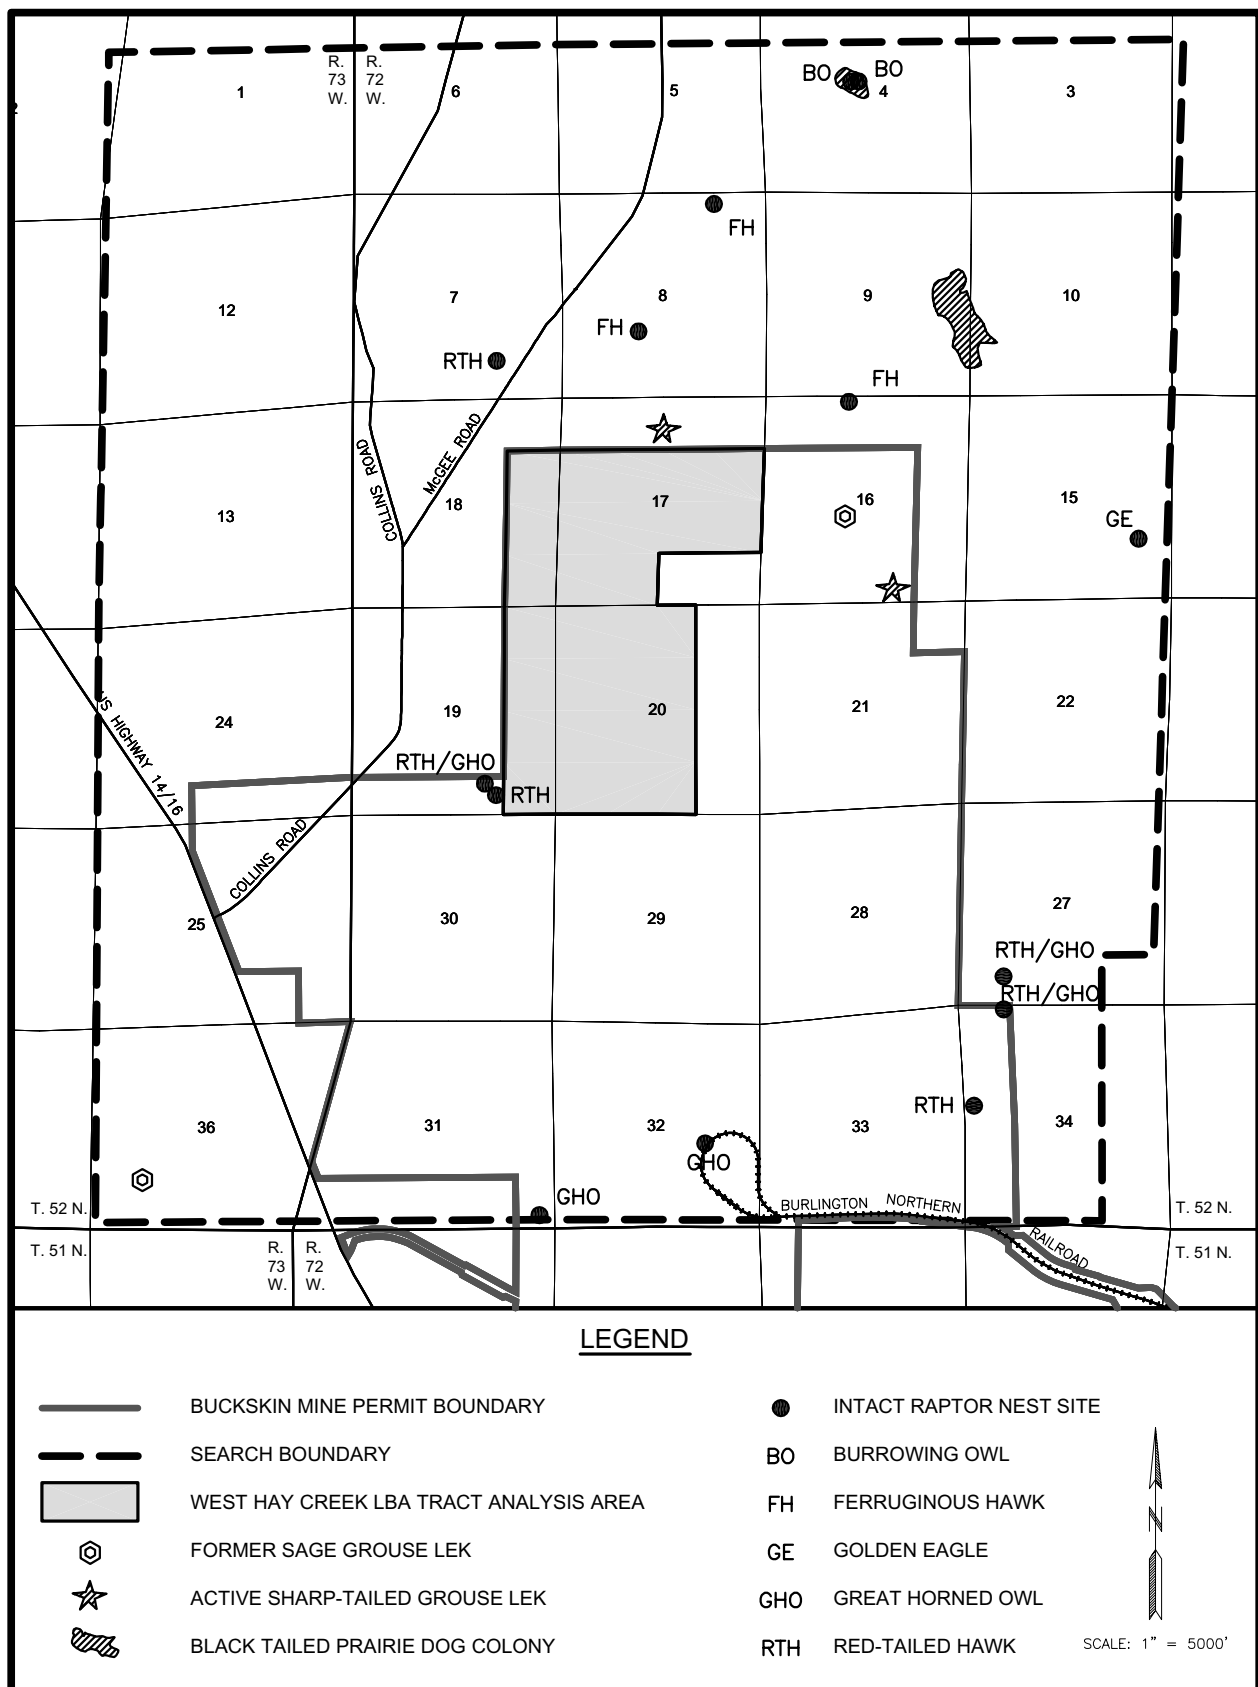 R. R.
73 72
W. W.
1
6
5
BO
BO
4
3
2
FH
12
7
8
9
10
FH
RTH
FH
COLLINS ROAD
McGEE ROAD
13
18
17
16
15
GE
24
19
20
21
22
US HIGHWAY 14/16
RTH/GHO
RTH
COLLINS ROAD
25
30
29
28
27
RTH/GHO
RTH/GHO
RTH
36
31
32
33
34
GHO
GHO
BURLINGTON NORTHERN
RAILROAD
T. 52 N.
T. 52 N.
T. 51 N.
T. 51 N.
R. R.
73 72
W. W.
LEGEND
BUCKSKIN MINE PERMIT BOUNDARY
SEARCH BOUNDARY
WEST HAY CREEK LBA TRACT ANALYSIS AREA
FORMER SAGE GROUSE LEK
ACTIVE SHARP-TAILED GROUSE LEK
BLACK TAILED PRAIRIE DOG COLONY
INTACT RAPTOR NEST SITE
BO BURROWING OWL
FH FERRUGINOUS HAWK
GE GOLDEN EAGLE
GHO GREAT HORNED OWL
RTH RED-TAILED HAWK
N
SCALE: 1" = 5000'